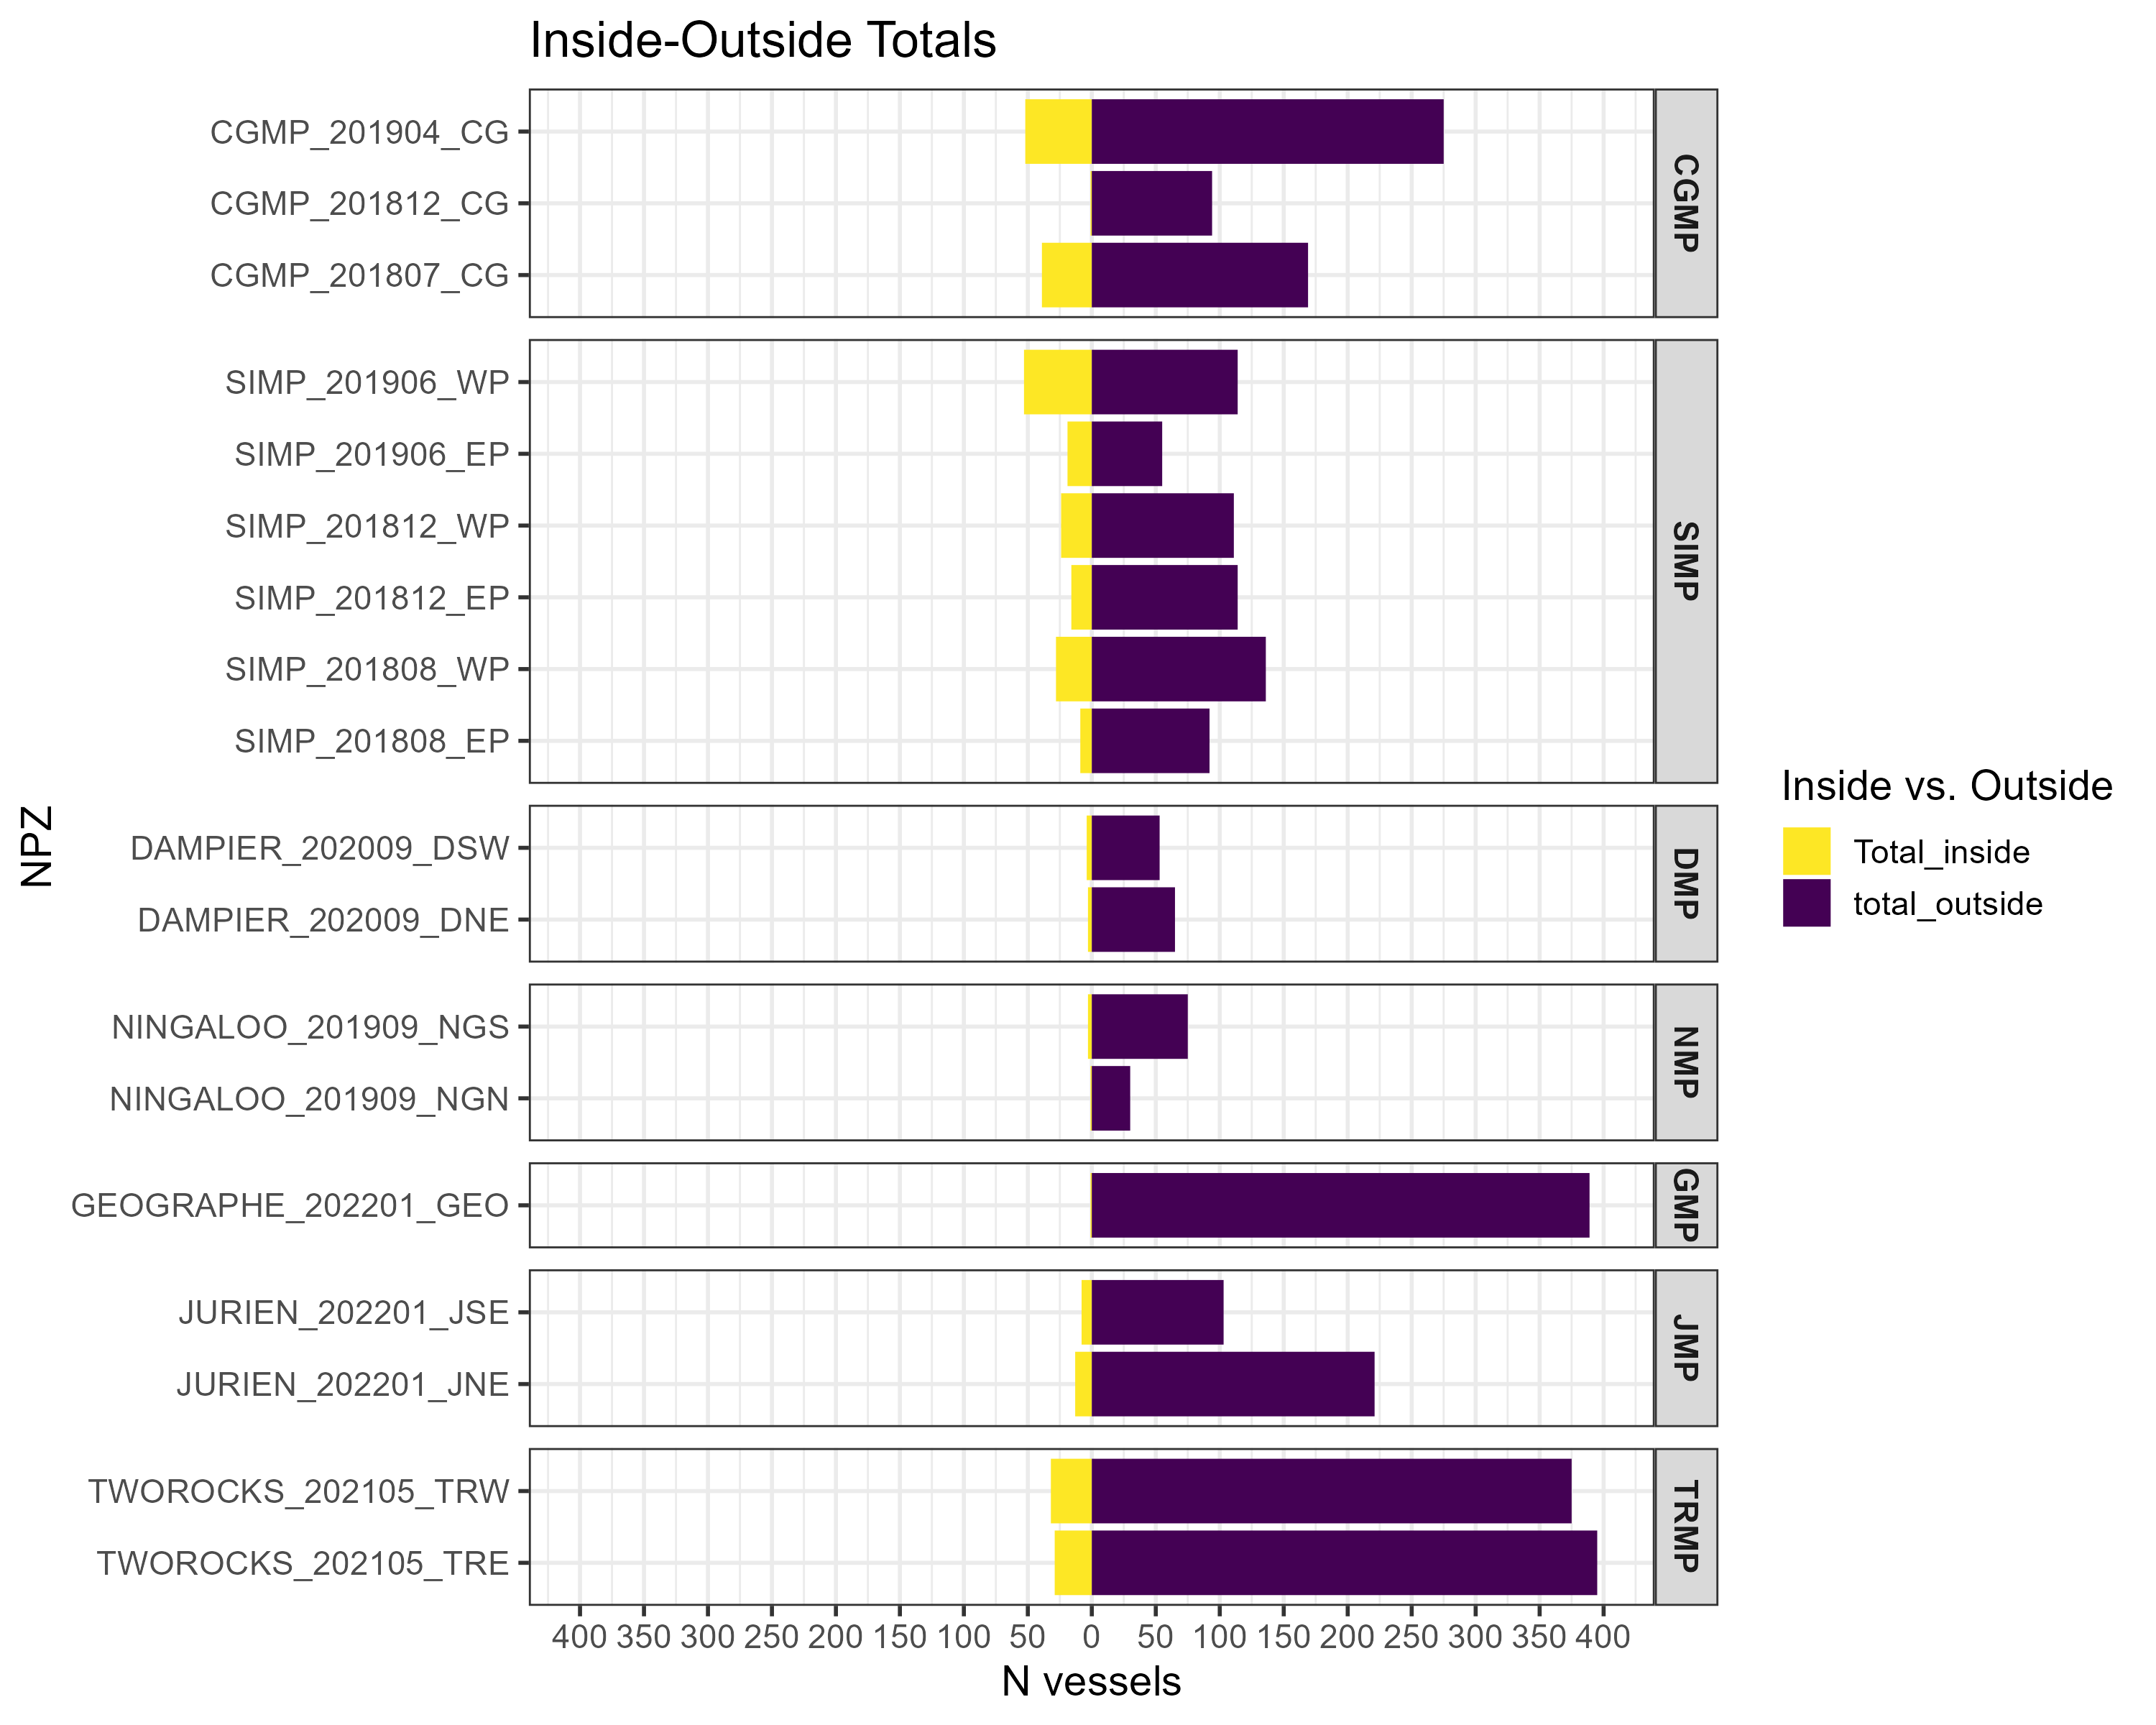 Inside-Outside Totals
CGMP_201904_CG
CGMP_201812_CG
CGMP_201807_CG
CGMP
SIMP_201906_WP
SIMP_201906_EP
SIMP_201812_WP
SIMP_201812_EP
SIMP_201808_WP
SIMP_201808_EP
SIMP
DAMPIER_202009_DSW
DAMPIER_202009_DNE
DMP
NINGALOO_201909_NGS
NINGALOO_201909_NGN
NMP
GEOGRAPHE_202201_GEO
GMP
JURIEN_202201_JSE
JURIEN_202201_JNE
JMP
TWOROCKS_202105_TRW
TWOROCKS_202105_TRE
TRMP
400 350 300 250 200 150 100 50 0 50 100 150 200 250 300 350 400
N vessels
NPZ
Inside vs. Outside
Total_inside
total_outside